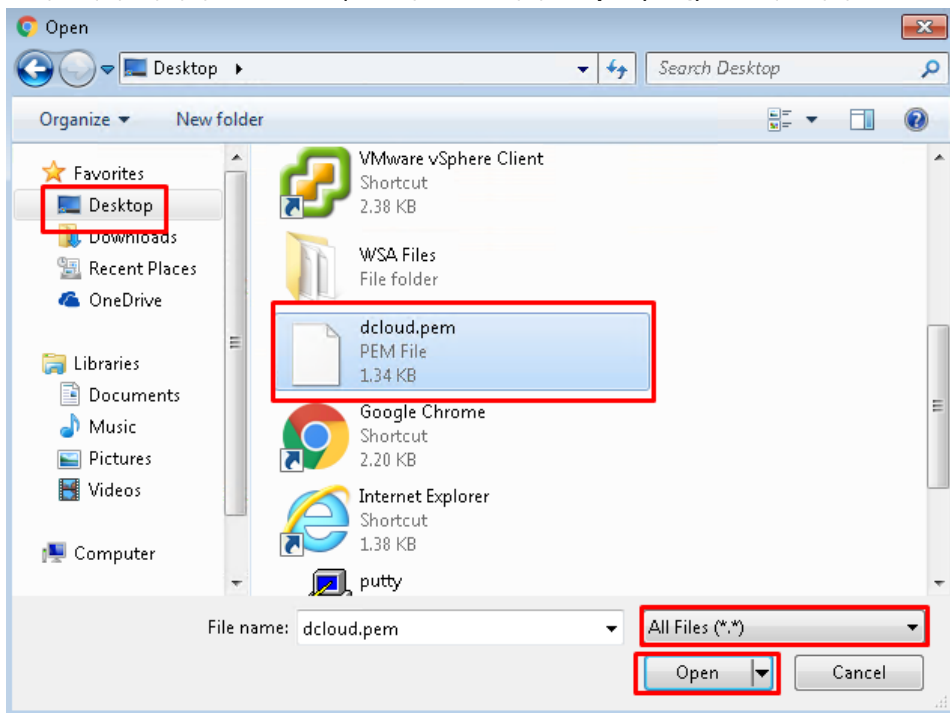 Open
Desktop
Search Desktop
Organize
New folder
Favorites
Desktop
Downloads
Recent Places
OneDrive
Libraries
Documents
Music
Pictures
Videos
Computer
VMware vSphere Client
Shortcut
2.38 KB
WSA Files
File folder
dcloud.pem
PEM File
1.34 KB
Google Chrome
Shortcut
2.20 KB
Internet Explorer
Shortcut
1.38 KB
putty
File name: dcloud.pem
All Files (*.*)
Open
Cancel